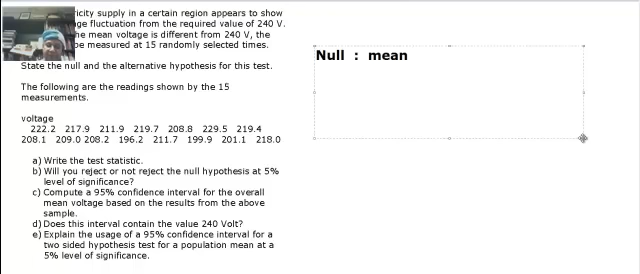 ricity supply in a certain region appears to show
ge fluctuation from the required value of 240 V.
he mean voltage is different from 240 V, the
be measured at 15 randomly selected times.
State the null and the alternative hypothesis for this test.
The following are the readings shown by the 15
measurements.
voltage
222.2 217.9 211.9 219.7 208.8 229.5 219.4
208.1 209.0 208.2 196.2 211.7 199.9 201.1 218.0
a) Write the test statistic.
b) Will you reject or not reject the null hypothesis at 5%
level of significance?
c) Compute a 95% confidence interval for the overall
mean voltage based on the results from the above
sample.
d) Does this interval contain the value 240 Volt?
e) Explain the usage of a 95% confidence interval for a
two sided hypothesis test for a population mean at a
5% level of significance.
Null : mean